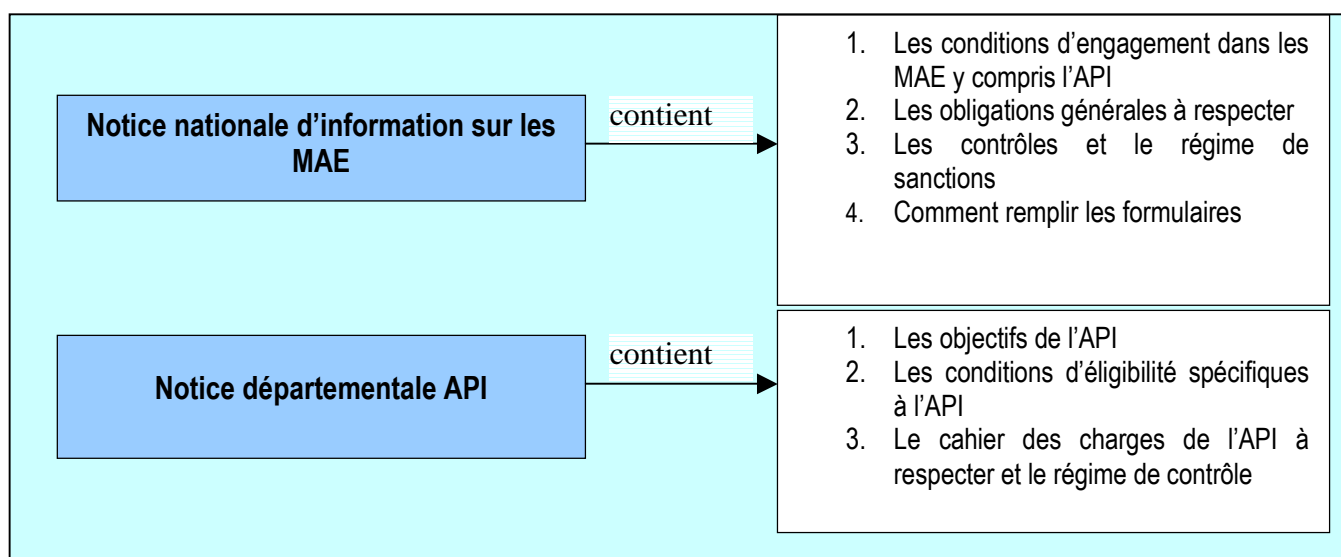 Notice nationale d'information sur les
MAE
contient
1. Les conditions d'engagement dans les
MAE y compris l'API
2. Les obligations générales à respecter
3. Les contrôles et le régime de
sanctions
4. Comment remplir les formulaires
Notice départementale API
contient
1. Les objectifs de l'API
2. Les conditions d'éligibilité spécifiques
à l'API
3. Le cahier des charges de l'API à
respecter et le régime de contrôle